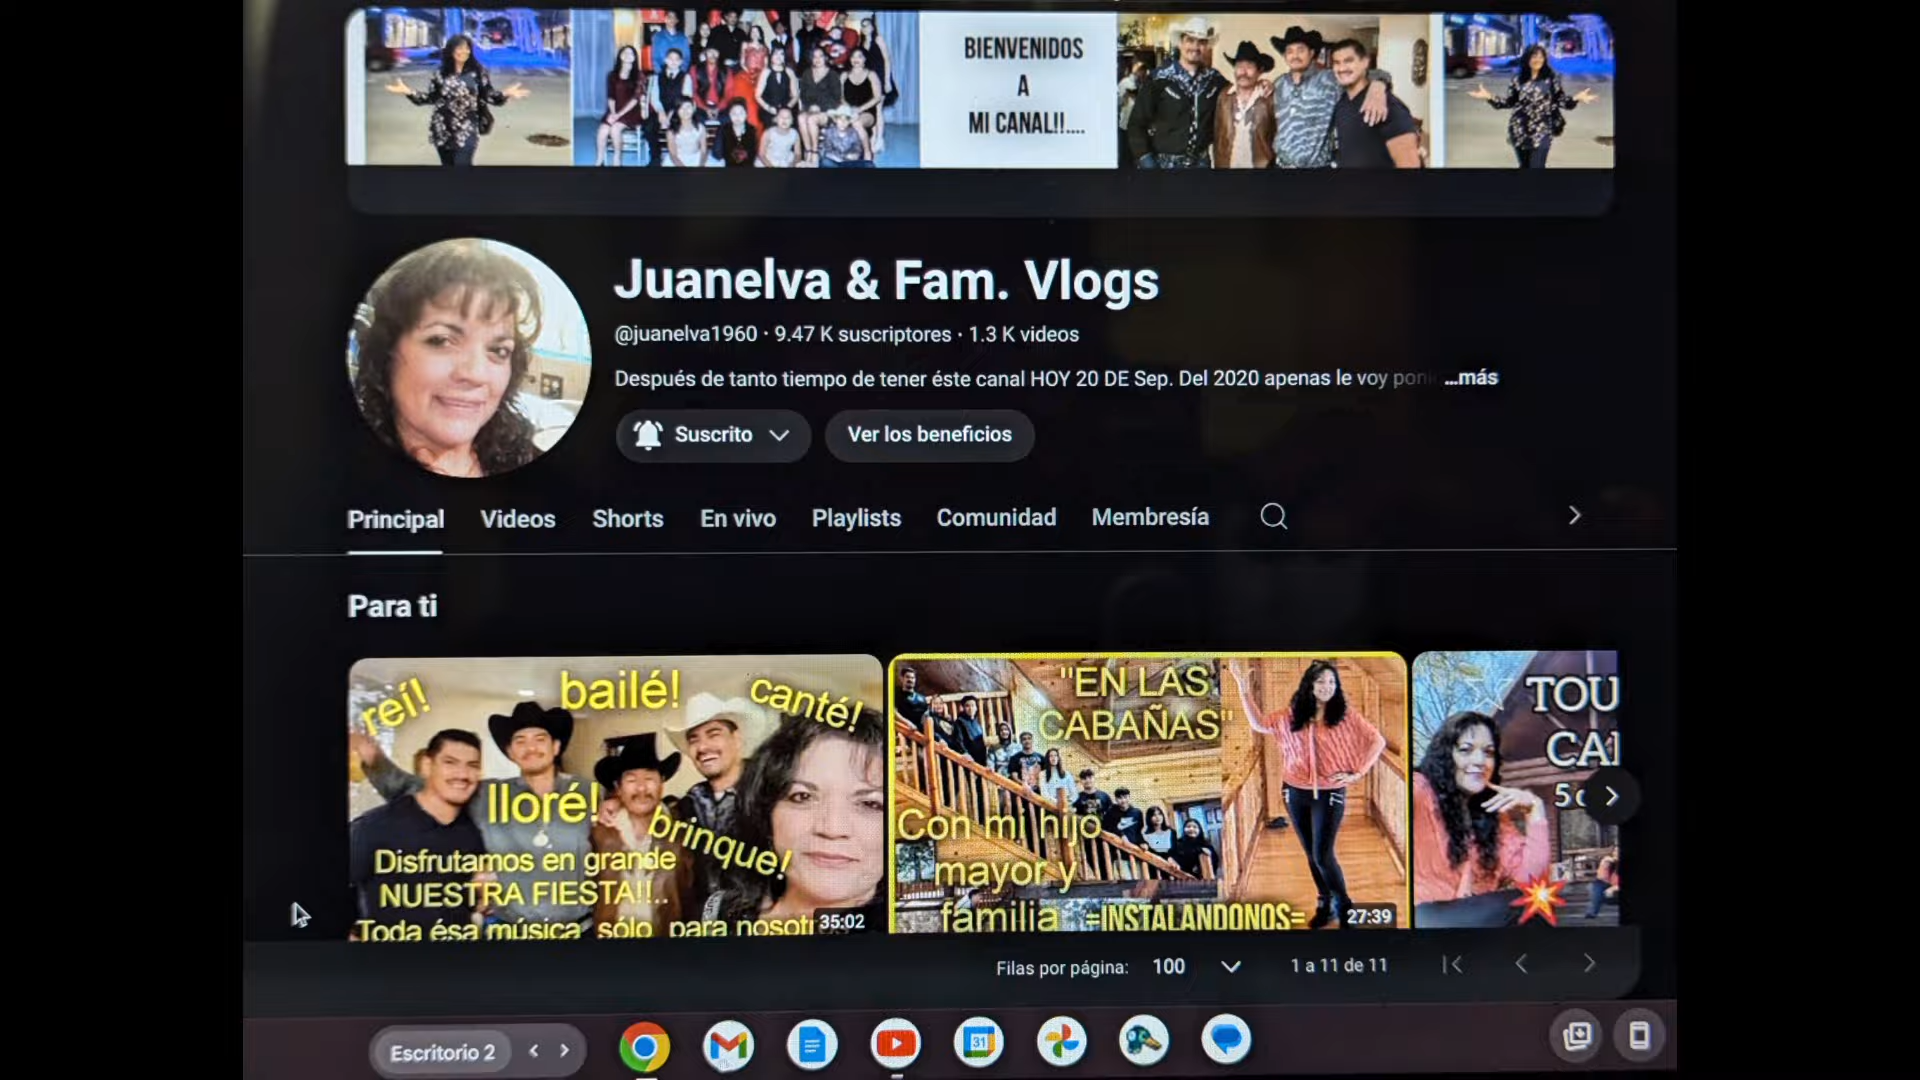 BIENVENIDOS
A
MI CANAL!!....
Juanelva & Fam. Vlogs
@juanelva1960 · 9.47 K suscriptores · 1.3 K videos
Después de tanto tiempo de tener éste canal HOY 20 DE Sep. Del 2020 apenas le voy ...más
Suscrito
Ver los beneficios
Principal Videos Shorts En vivo Playlists Comunidad Membresía
Para ti
reí! bailé! canté!
lloré! brinque!
Disfrutamos en grande
NUESTRA FIESTA!!..
Toda ésa música sólo para
35:02
"EN LAS
CABAÑAS"
Con mi hijo
mayor y
familia =INSTALANDONOS=
27:39
Filas por página: 100 1 a 11 de 11
Escritorio 2
31